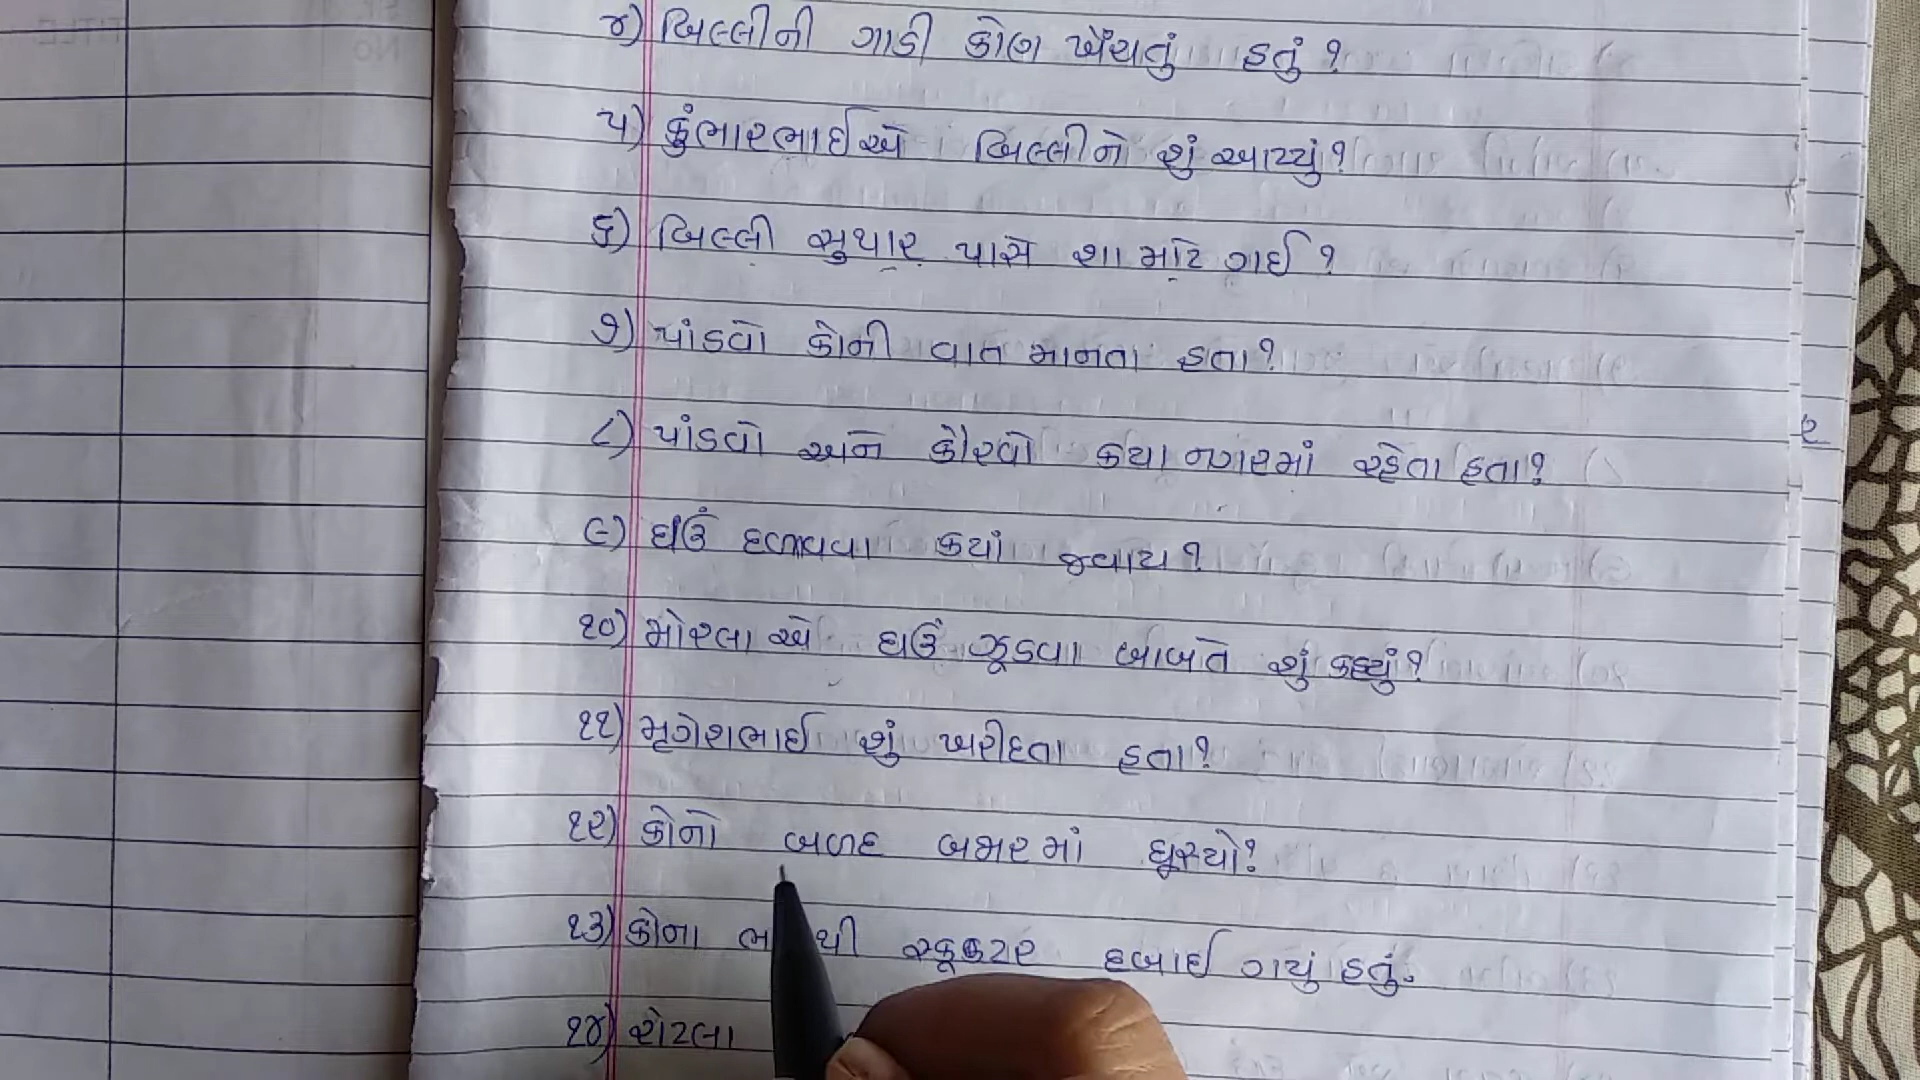 ૪) બિલ્લીની ગાડી કોણ ખેંચતું હતું?
૫) કુંભારભાઈએ બિલ્લીને શું આપ્યું?
૬) બિલ્લી સુથાર પાસે શા માટે ગઈ?
૭) પાંડવો કોની વાત માનતા હતા?
૮) પાંડવો અને કૌરવો કયા નગરમાં રહેતા હતા?
૯) ઘઉં દળાવવા કયાં જવાય?
૧૦) મોરલાએ ઘઉં ઝૂડવા બાબતે શું કહ્યું?
૧૧) મૃગેશભાઈ શું ખરીદતા હતા?
૧૨) કોનો બળદ બજારમાં ઘૂસ્યો?
૧૩) કોના સ્કૂટર દબાઈ ગયું હતું.
૧૪) રોટલા